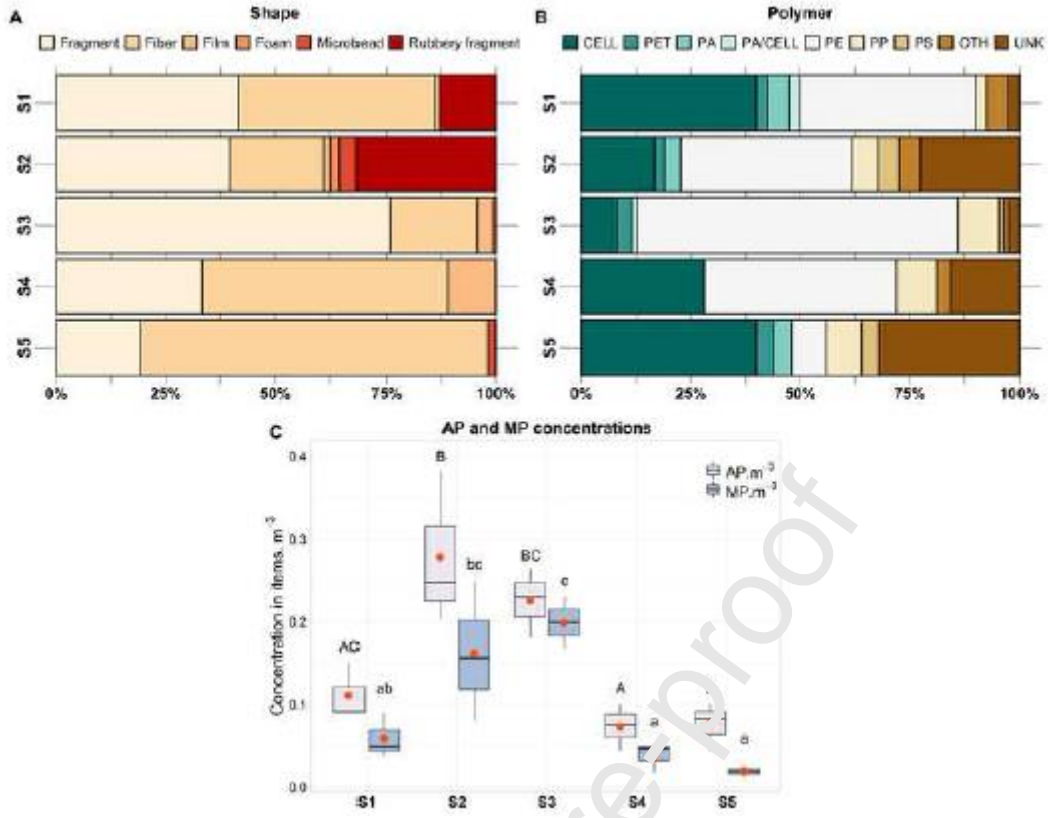 A
Shape
Fragment Fiber Film Foam Microbead Rubbery fragment
S1
S2
S3
S4
S5
0% 25% 50% 75% 100%
B
Polymer
CELL PET PA PA/CELL PE PP PS OTH UNK
S1
S2
S3
S4
S5
0% 25% 50% 75% 100%
C
AP and MP concentrations
Concentration in items. m⁻³
0.4
0.3
0.2
0.1
0.0
AP.m⁻³
MP.m⁻³
AC
ab
B
bc
BC
c
A
a
a
S1 S2 S3 S4 S5
re-proof